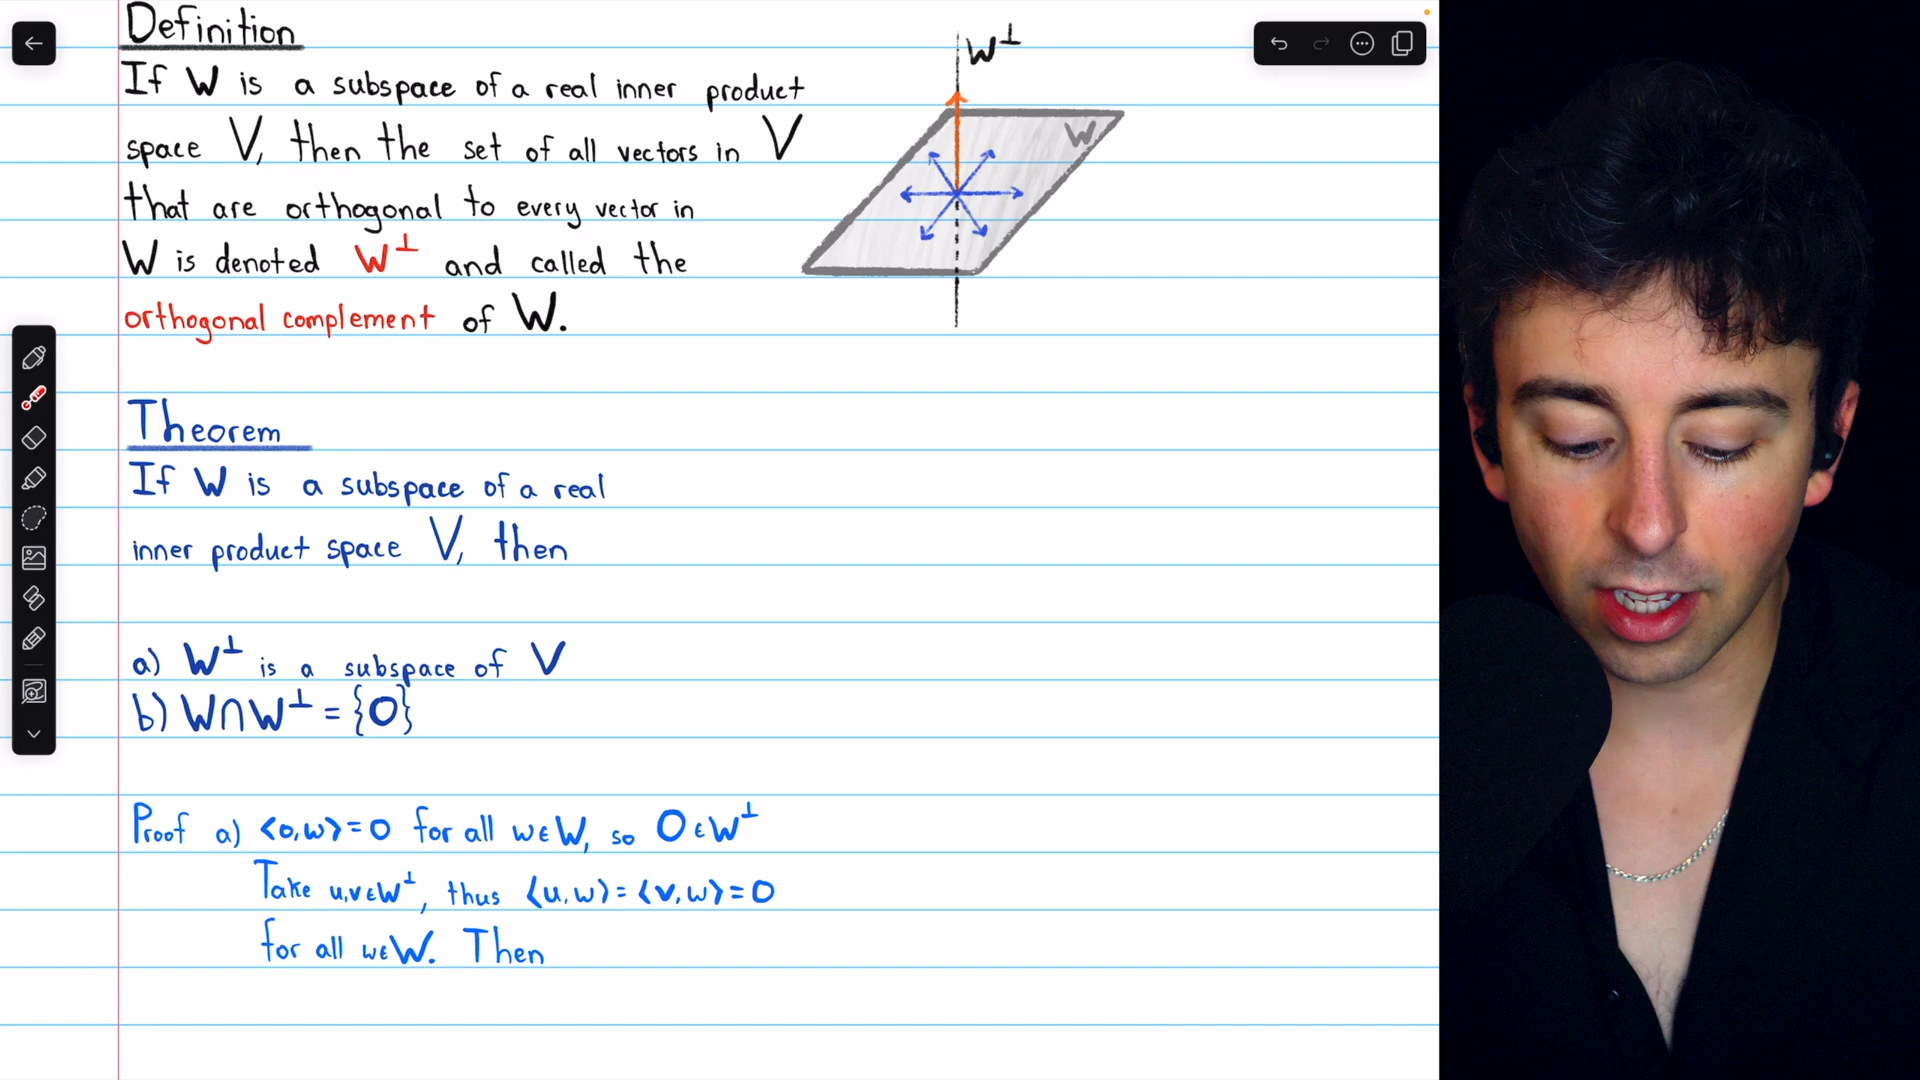 Definition
If W is a subspace of a real inner product
space V, then the set of all vectors in V
that are orthogonal to every vector in
W is denoted W⊥ and called the
orthogonal complement of W.
W⊥
W
Theorem
If W is a subspace of a real
inner product space V, then
a) W⊥ is a subspace of V
b) W∩W⊥ = {0}
Proof a) ⟨0,w⟩=0 for all w∈W, so 0∈W⊥
Take u,v∈W⊥, thus ⟨u,w⟩=⟨v,w⟩=0
for all w∈W. Then